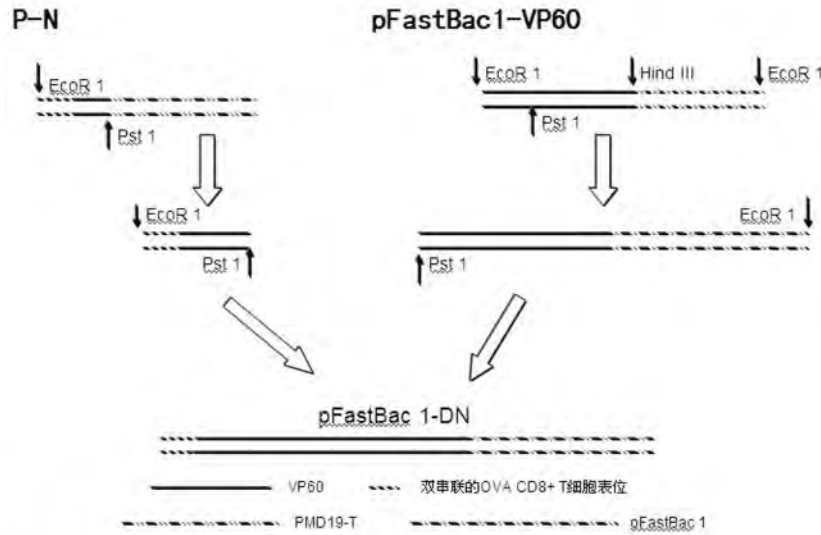 P-N pFastBac1-VP60
EcoR 1 EcoR 1 Hind III EcoR 1
Pst 1 Pst 1
EcoR 1 EcoR 1
Pst 1 Pst 1
pFastBac 1-DN
VP60 双串联的OVA CD8+ T细胞表位
PMD19-T pFastBac 1